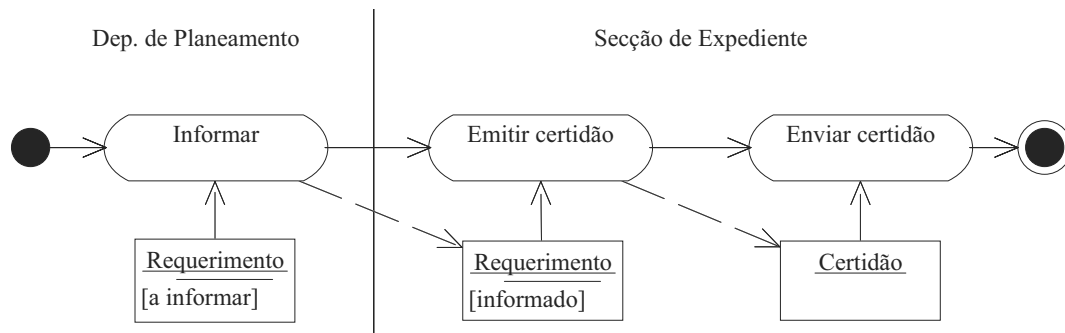 Dep. de Planeamento
Secção de Expediente
Informar
Emitir certidão
Enviar certidão
Requerimento
[a informar]
Requerimento
[informado]
Certidão